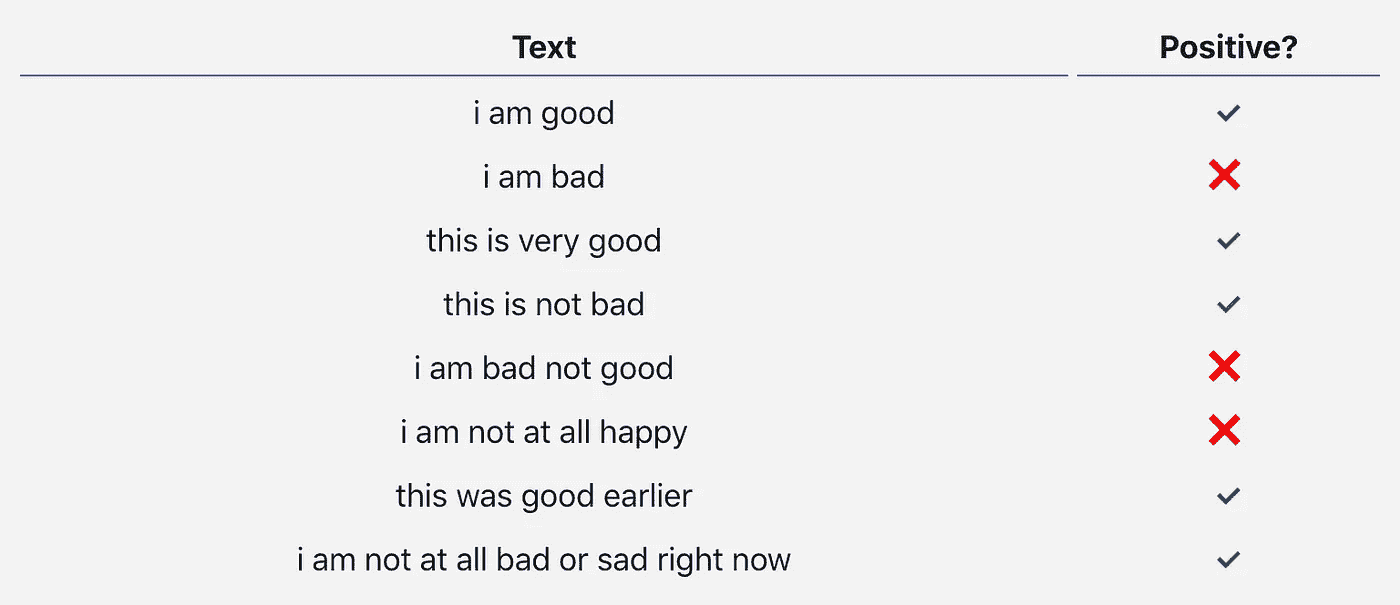 Text Positive?
i am good ✓
i am bad ❌
this is very good ✓
this is not bad ✓
i am bad not good ❌
i am not at all happy ❌
this was good earlier ✓
i am not at all bad or sad right now ✓